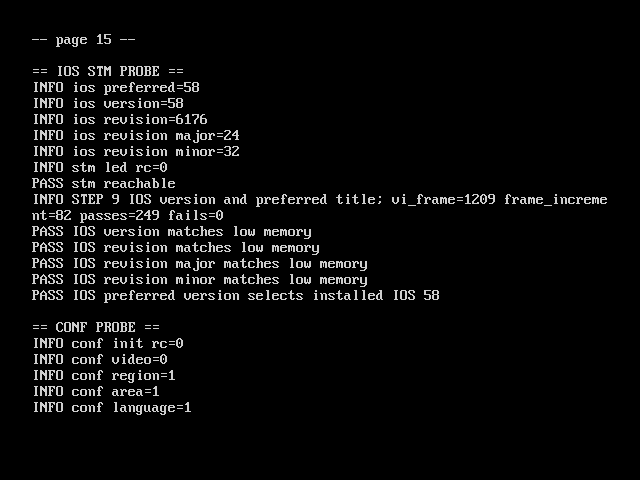 -- page 15 --
== IOS STM PROBE ==
INFO ios preferred=58
INFO ios version=58
INFO ios revision=6176
INFO ios revision major=24
INFO ios revision minor=32
INFO stm led rc=0
PASS stm reachable
INFO STEP 9 IOS version and preferred title; vi_frame=1209 frame_increme
nt=82 passes=249 fails=0
PASS IOS version matches low memory
PASS IOS revision matches low memory
PASS IOS revision major matches low memory
PASS IOS revision minor matches low memory
PASS IOS preferred version selects installed IOS 58
== CONF PROBE ==
INFO conf init rc=0
INFO conf video=0
INFO conf region=1
INFO conf area=1
INFO conf language=1